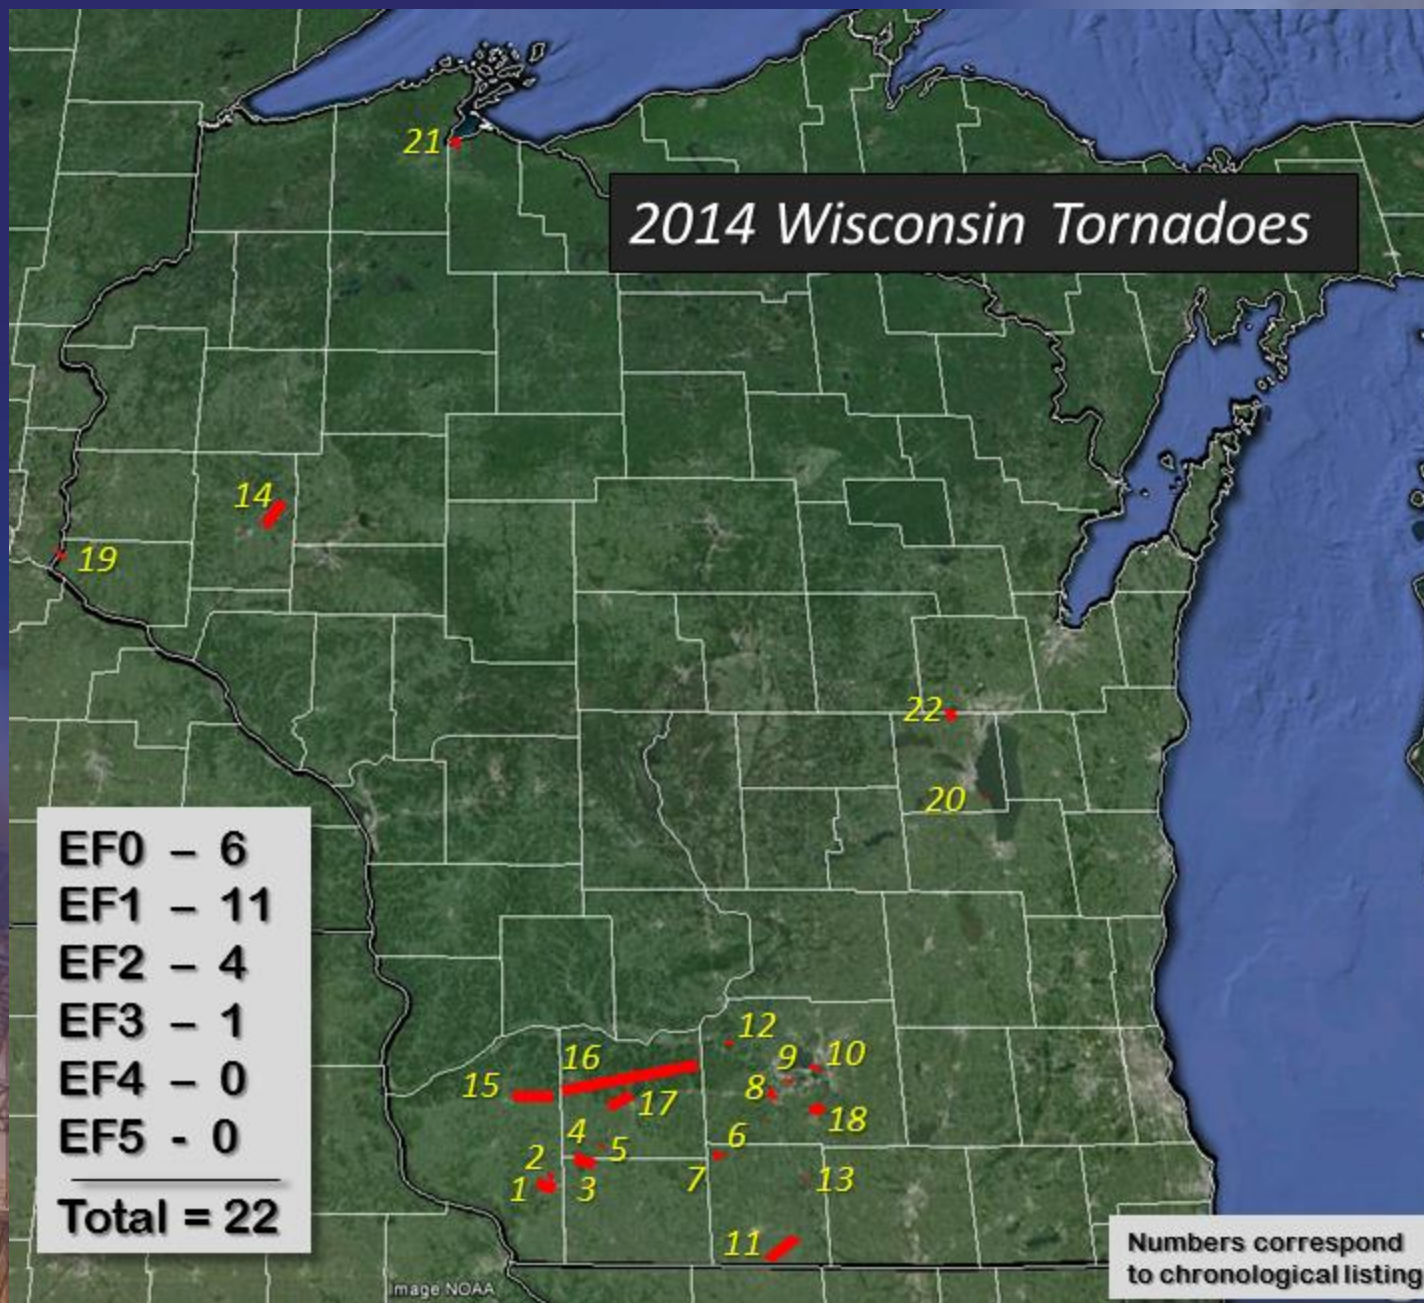 21
2014 Wisconsin Tornadoes
14
19
22
20
EF0 – 6
EF1 – 11
EF2 – 4
EF3 – 1
EF4 – 0
EF5 - 0
Total = 22
12
16
9
10
15
8
17
18
4
6
5
2
7
13
1
3
11
Numbers correspond
to chronological listing
Image NOAA